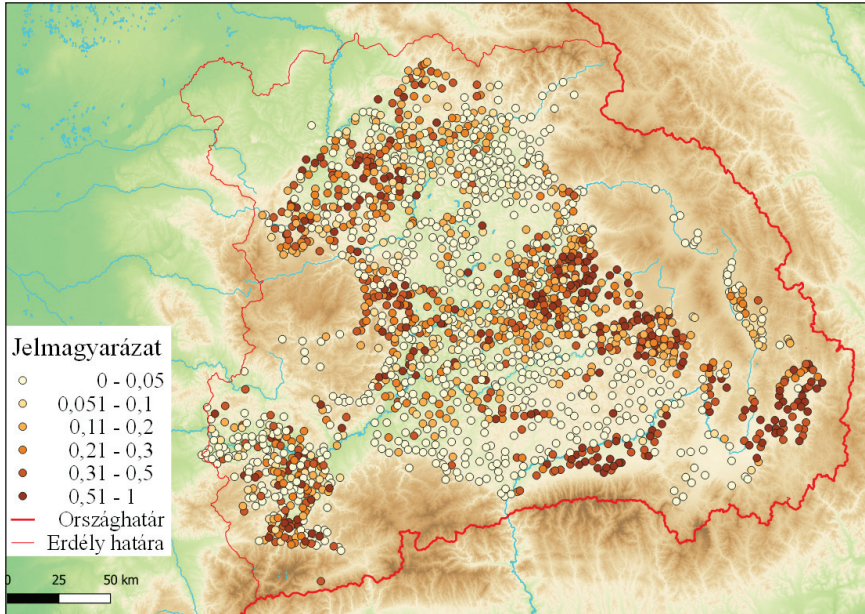 Jelmagyarázat
0 - 0,05
0,051 - 0,1
0,11 - 0,2
0,21 - 0,3
0,31 - 0,5
0,51 - 1
Országhatár
Erdély határa
0 25 50 km